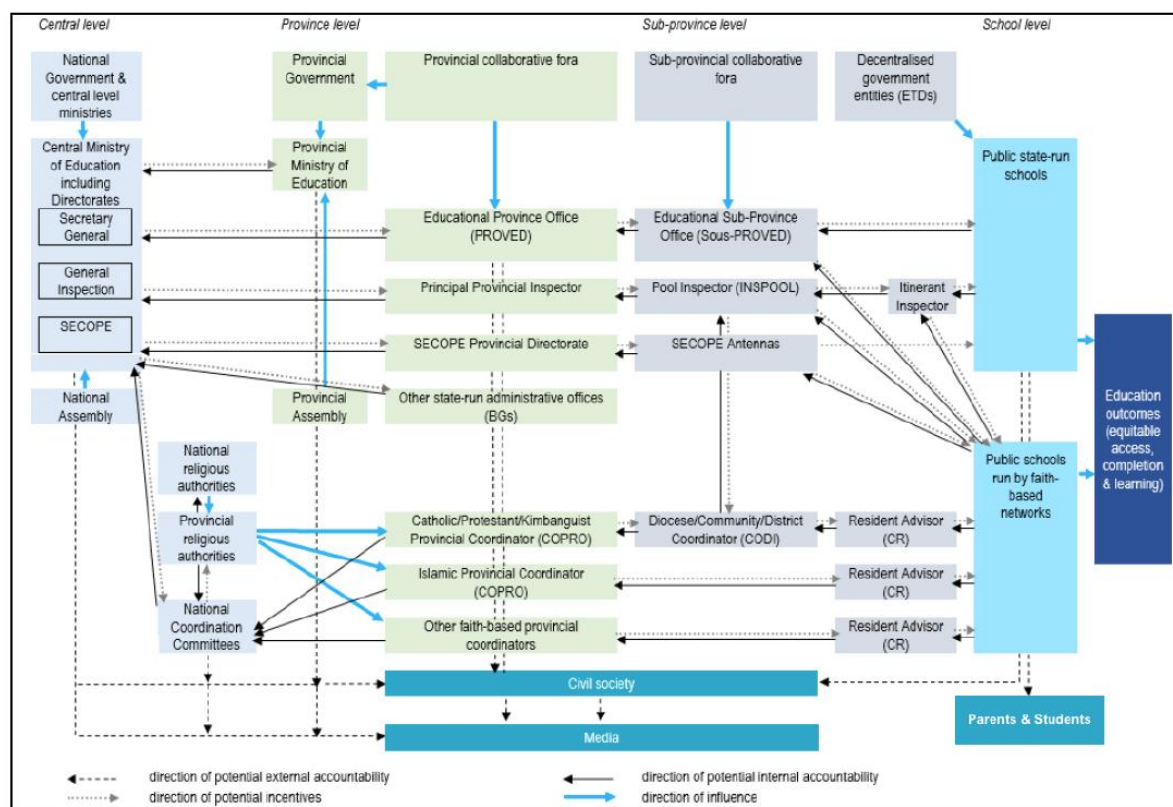 Central level
Province level
Sub-province level
School level
National
Government &
central level
ministries
Provincial
Government
Provincial collaborative fora
Sub-provincial collaborative
fora
Decentralised
government
entities (ETDs)
Central Ministry
of Education
including
Directorates
Secretary
General
General
Inspection
SECOPE
Provincial
Ministry of
Education
Public state-run
schools
Educational Province Office
(PROVED)
Educational Sub-Province
Office (Sous-PROVED)
Principal Provincial Inspector
Pool Inspector (INSPOOL)
Itinerant
Inspector
SECOPE Provincial Directorate
SECOPE Antennas
National
Assembly
Provincial
Assembly
Other state-run administrative offices
(BGs)
Education
outcomes
(equitable
access,
completion
& learning)
National
religious
authorities
Public schools
run by faith-
based
networks
Provincial
religious
authorities
Catholic/Protestant/Kimbanguist
Provincial Coordinator (COPRO)
Diocese/Community/District
Coordinator (CODI)
Resident Advisor
(CR)
Islamic Provincial Coordinator
(COPRO)
Resident Advisor
(CR)
National
Coordination
Committees
Other faith-based provincial
coordinators
Resident Advisor
(CR)
Civil society
Parents & Students
Media
direction of potential external accountability
direction of potential internal accountability
direction of potential incentives
direction of influence